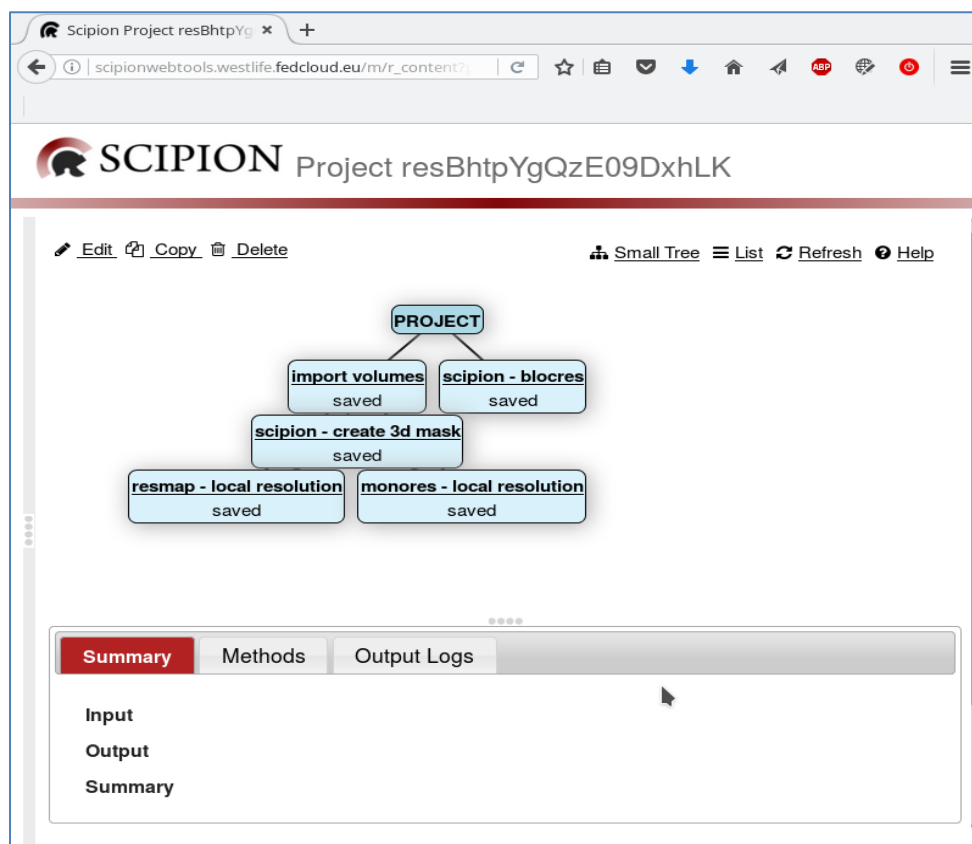 Scipion Project resBhtpYg
scipionwebtools.westlife.fedcloud.eu/m/r_content?
ABP
SCIPION Project resBhtpYgQzE09DxhLK
Edit Copy Delete Small Tree List Refresh Help
PROJECT
import volumes scipion - blocres
saved saved
scipion - create 3d mask
saved
resmap - local resolution monores - local resolution
saved saved
Summary Methods Output Logs
Input
Output
Summary